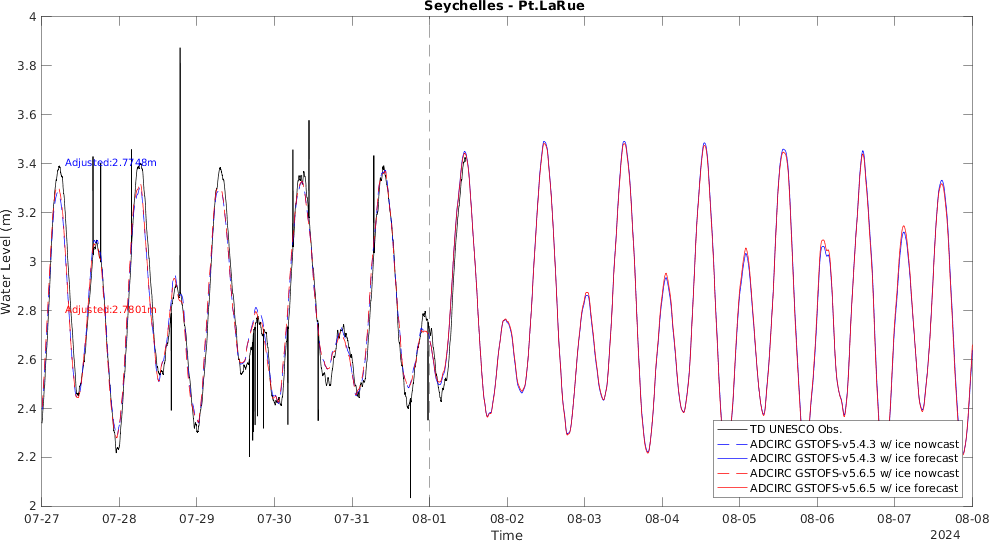 Seychelles - Pt.LaRue
4
3.8
3.6
3.4
3.2
3
2.8
2.6
2.4
2.2
2
Water Level (m)
Adjusted:2.7748m
Adjusted:2.7801m
TD UNESCO Obs.
ADCIRC GSTOFS-v5.4.3 w/ ice nowcast
ADCIRC GSTOFS-v5.4.3 w/ ice forecast
ADCIRC GSTOFS-v5.6.5 w/ ice nowcast
ADCIRC GSTOFS-v5.6.5 w/ ice forecast
07-27 07-28 07-29 07-30 07-31 08-01 08-02 08-03 08-04 08-05 08-06 08-07 08-08
Time
2024